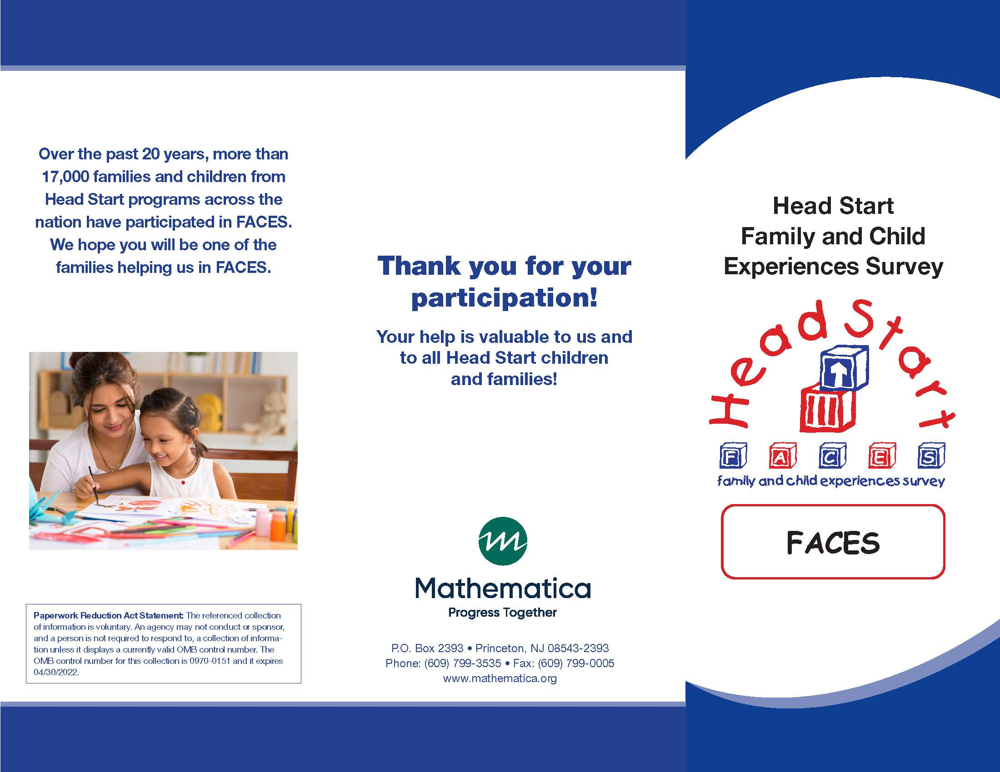 Over the past 20 years, more than
17,000 families and children from
Head Start programs across the
nation have participated in FACES.
We hope you will be one of the
families helping us in FACES.
Paperwork Reduction Act Statement: The referenced collection
of information is voluntary. An agency may not conduct or sponsor,
and a person is not required to respond to, a collection of informa-
tion unless it displays a currently valid OMB control number. The
OMB control number for this collection is 0970-0151 and it expires
04/30/2022.
Thank you for your
participation!
Your help is valuable to us and
to all Head Start children
and families!
Mathematica
Progress Together
P.O. Box 2393 • Princeton, NJ 08543-2393
Phone: (609) 799-3535 • Fax: (609) 799-0005
www.mathematica.org
Head Start
Family and Child
Experiences Survey
Head Start
F A C E S
family and child experiences survey
FACES